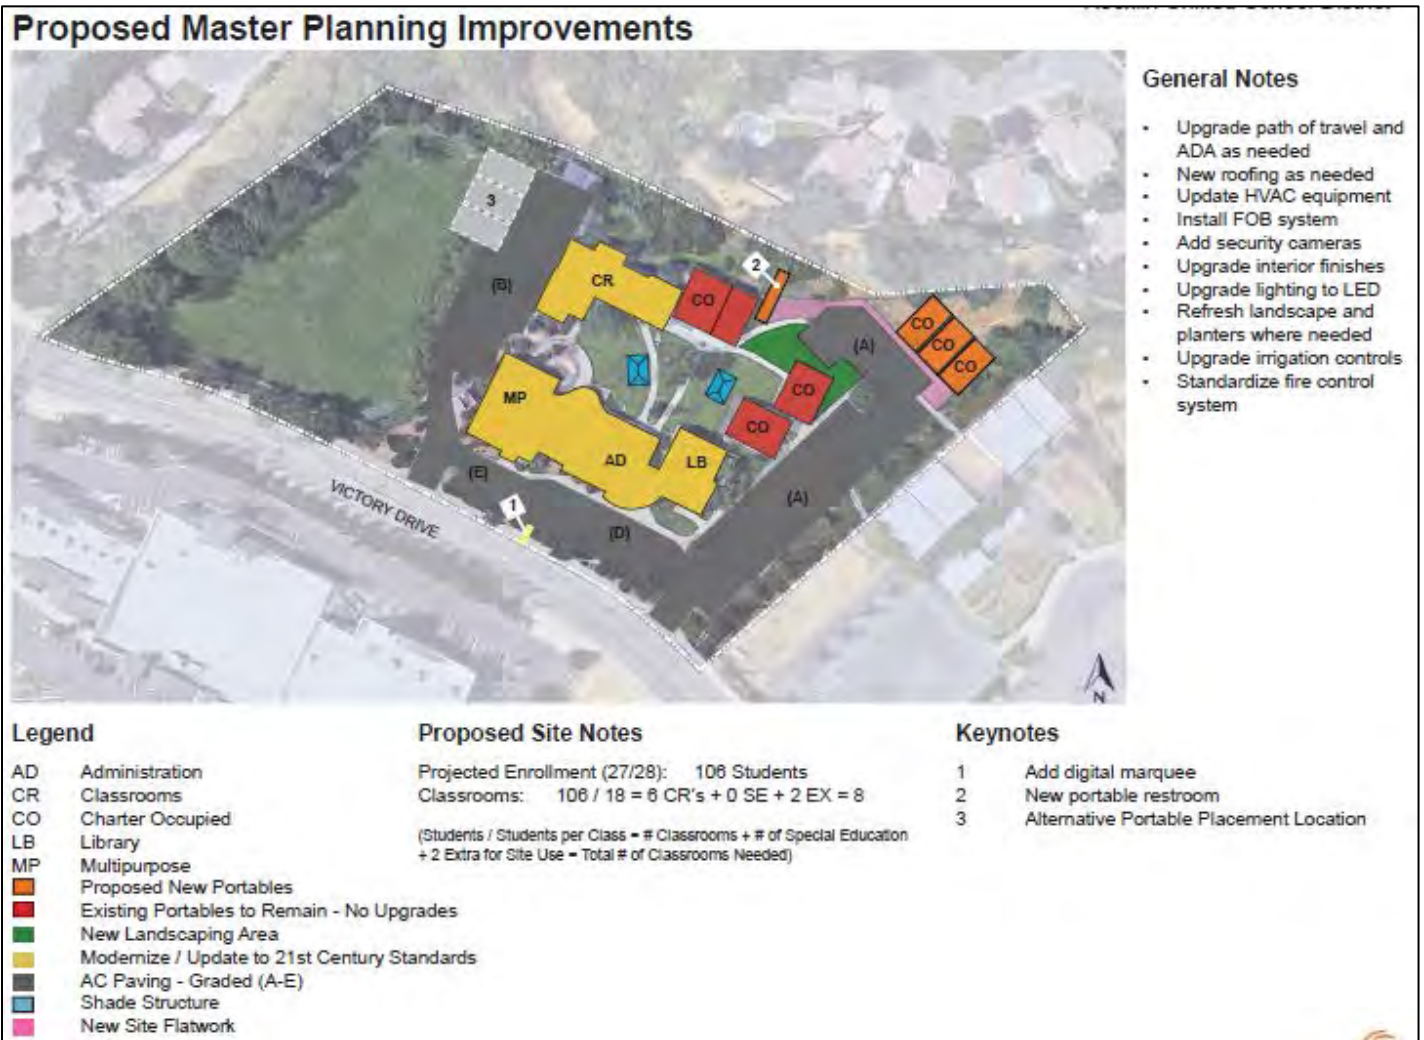 Proposed Master Planning Improvements
General Notes
• Upgrade path of travel and
ADA as needed
• New roofing as needed
• Update HVAC equipment
• Install FOB system
• Add security cameras
• Upgrade interior finishes
• Upgrade lighting to LED
• Refresh landscape and
planters where needed
• Upgrade irrigation controls
• Standardize fire control
system
3
2
CR
(B)
CO
CO
CO
CO
(A)
CO
MP
CO
AD
LB
(E)
(A)
1
VICTORY DRIVE
(D)
N
Legend
AD Administration
CR Classrooms
CO Charter Occupied
LB Library
MP Multipurpose
Proposed New Portables
Existing Portables to Remain - No Upgrades
New Landscaping Area
Modernize / Update to 21st Century Standards
AC Paving - Graded (A-E)
Shade Structure
New Site Flatwork
Proposed Site Notes
Projected Enrollment (27/28): 106 Students
Classrooms: 106 / 18 = 6 CR's + 0 SE + 2 EX = 8
(Students / Students per Class = # Classrooms + # of Special Education
+ 2 Extra for Site Use = Total # of Classrooms Needed)
Keynotes
1 Add digital marquee
2 New portable restroom
3 Alternative Portable Placement Location